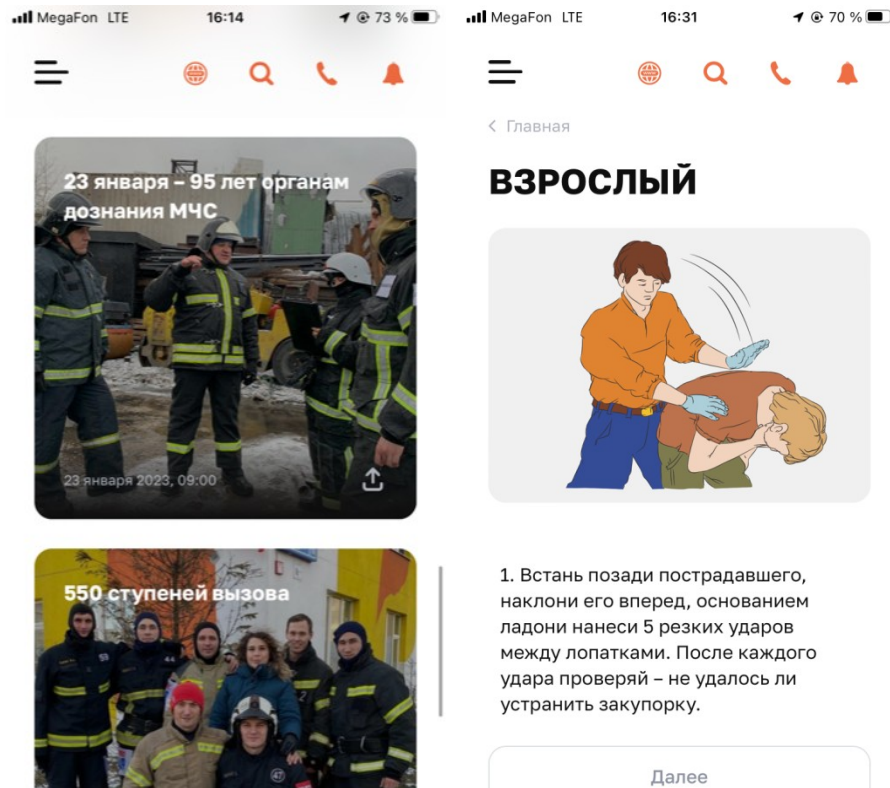 MegaFon LTE 16:14 73 %
23 января – 95 лет органам
дознания МЧС
23 января 2023, 09:00
550 ступеней вызова
MegaFon LTE 16:31 70 %
Главная
ВЗРОСЛЫЙ
1. Встань позади пострадавшего,
наклони его вперед, основанием
ладони нанеси 5 резких ударов
между лопатками. После каждого
удара проверяй – не удалось ли
устранить закупорку.
Далее